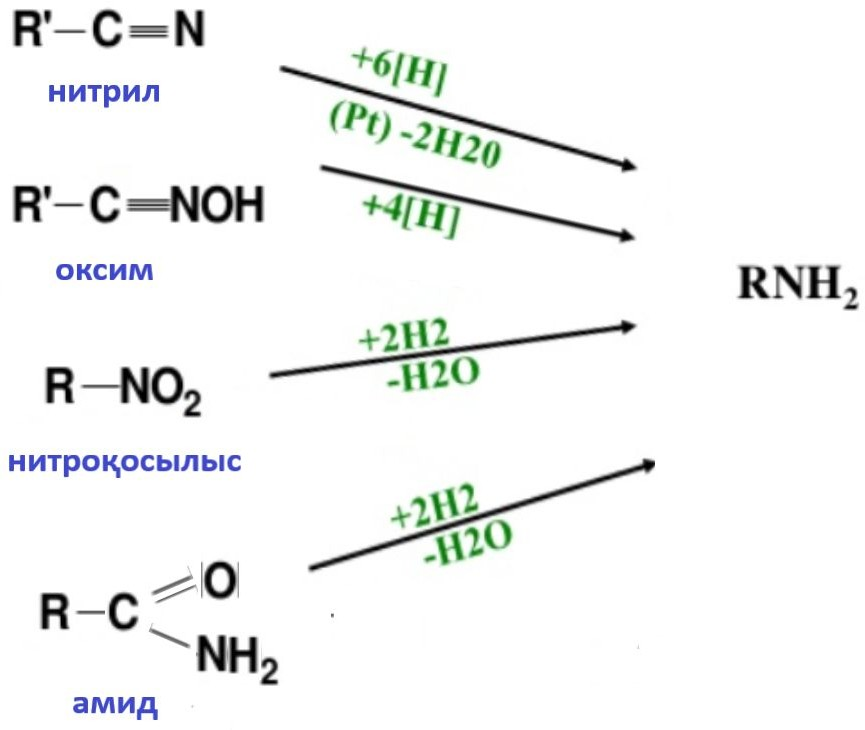 R'–C≡N
нитрил
+6[H]
(Pt) -2H20
R'–C≡NOH
оксим
+4[H]
RNH₂
+2H2
-H2O
R–NO₂
нитроқосылыс
+2H2
-H2O
R–C
O
NH₂
амид